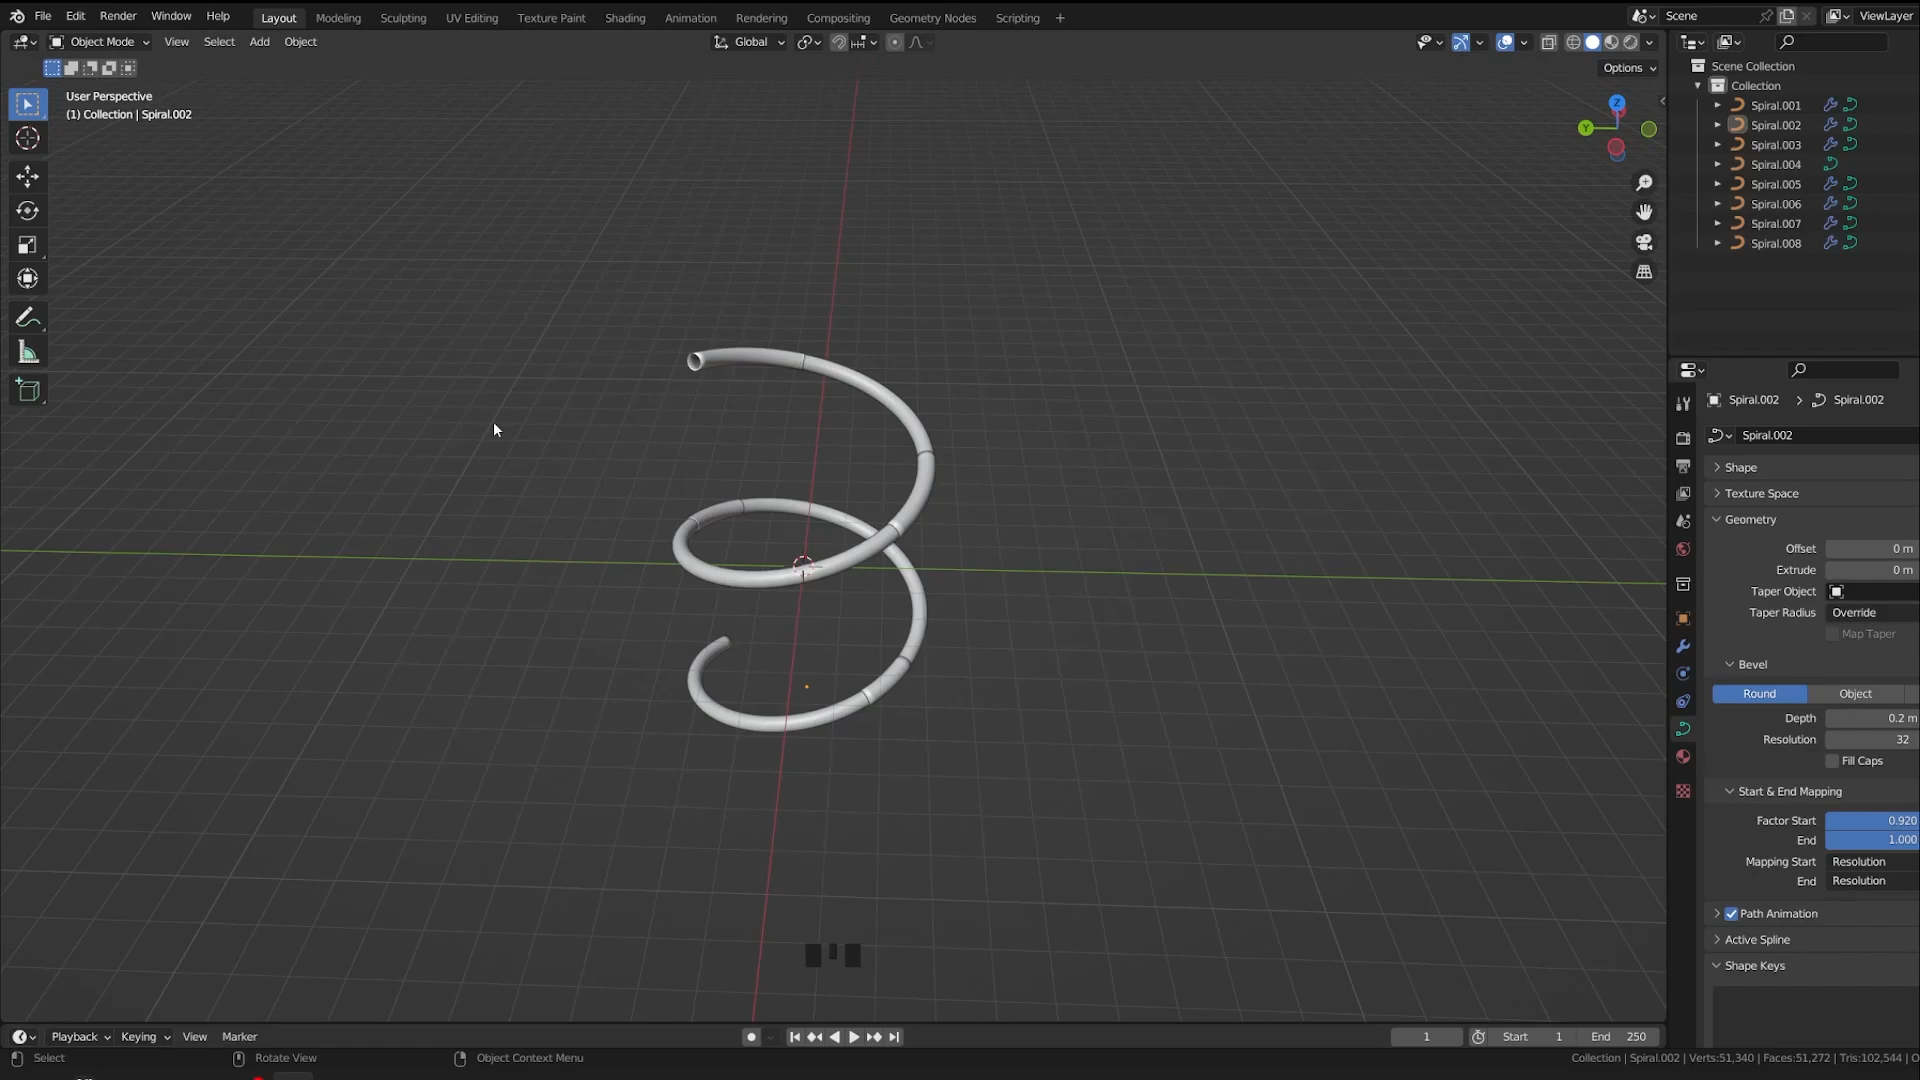 File Edit Render Window Help Layout Modeling Sculpting UV Editing Texture Paint Shading Animation Rendering Compositing Geometry Nodes Scripting + Scene ViewLayer
Object Mode View Select Add Object Global
Options
User Perspective
(1) Collection | Spiral.002
Z
Y
Scene Collection
Collection
Spiral.001
Spiral.002
Spiral.003
Spiral.004
Spiral.005
Spiral.006
Spiral.007
Spiral.008
Spiral.002 > Spiral.002
Spiral.002
Shape
Texture Space
Geometry
Offset 0 m
Extrude 0 m
Taper Object
Taper Radius Override
Map Taper
Bevel
Round Object
Depth 0.2 m
Resolution 32
Fill Caps
Start & End Mapping
Factor Start 0.920
End 1.000
Mapping Start Resolution
End Resolution
Path Animation
Active Spline
Shape Keys
Playback Keying View Marker 1 Start 1 End 250
Select Rotate View Object Context Menu Collection | Spiral.002 | Verts:51,340 | Faces:51,272 | Tris:102,544 | O